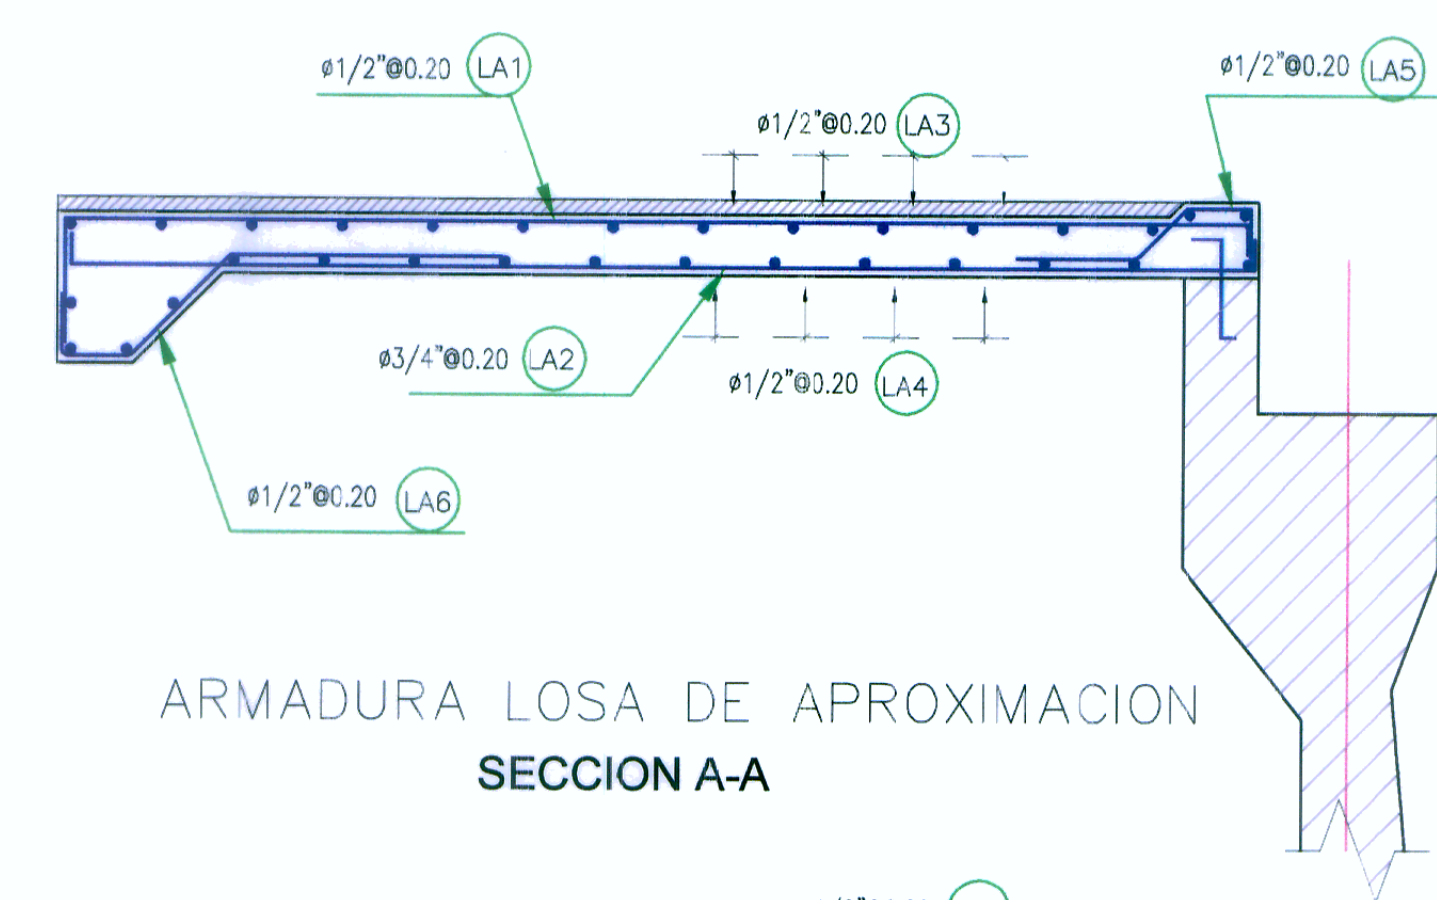 ø1/2"@0.20 LA1
ø1/2"@0.20 LA5
ø1/2"@0.20 LA3
ø3/4"@0.20 LA2
ø1/2"@0.20 LA4
ø1/2"@0.20 LA6
ARMADURA LOSA DE APROXIMACION
SECCION A-A